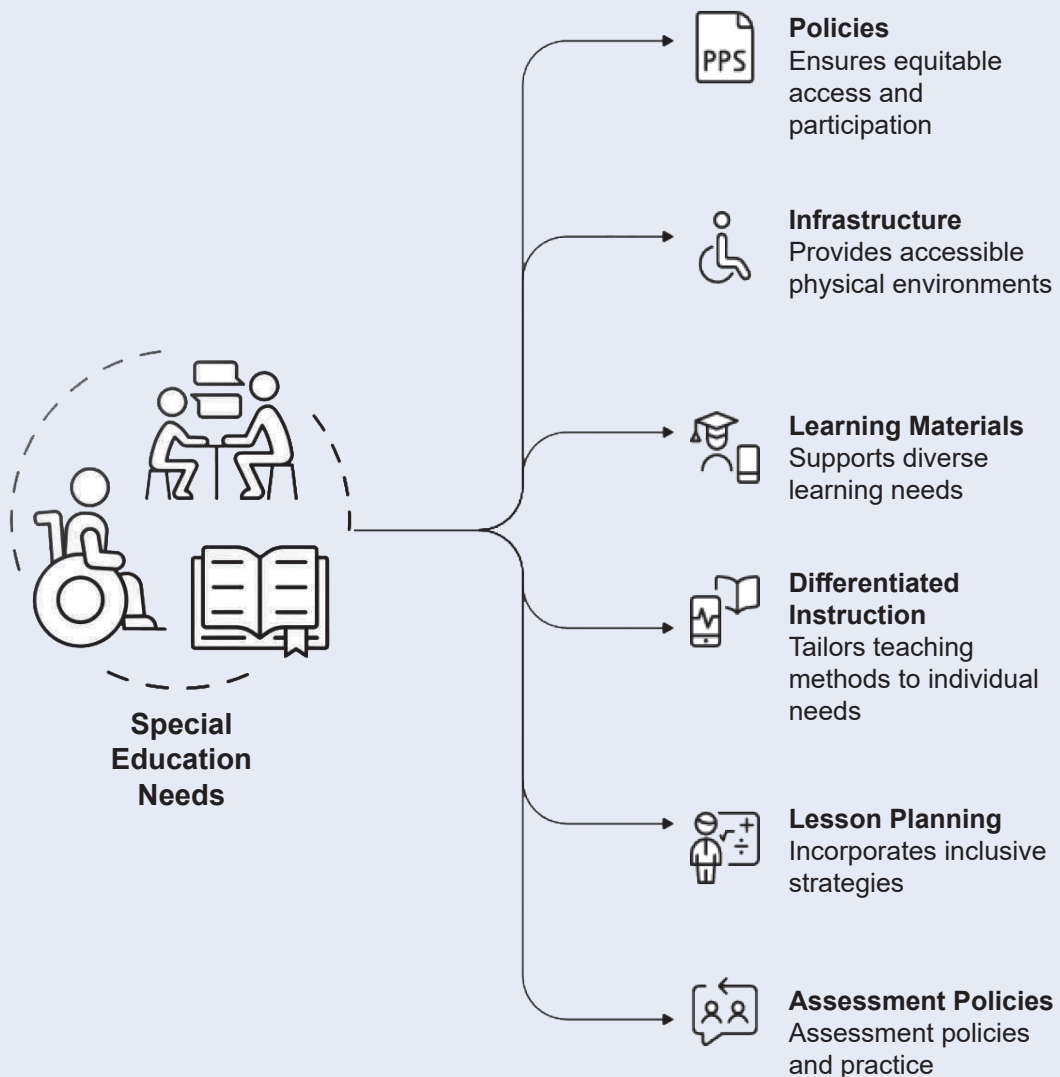 Policies
Ensures equitable
access and
participation
PPS
Infrastructure
Provides accessible
physical environments
Learning Materials
Supports diverse
learning needs
Differentiated
Instruction
Tailors teaching
methods to individual
needs
Special
Education
Needs
Lesson Planning
Incorporates inclusive
strategies
Assessment Policies
Assessment policies
and practice